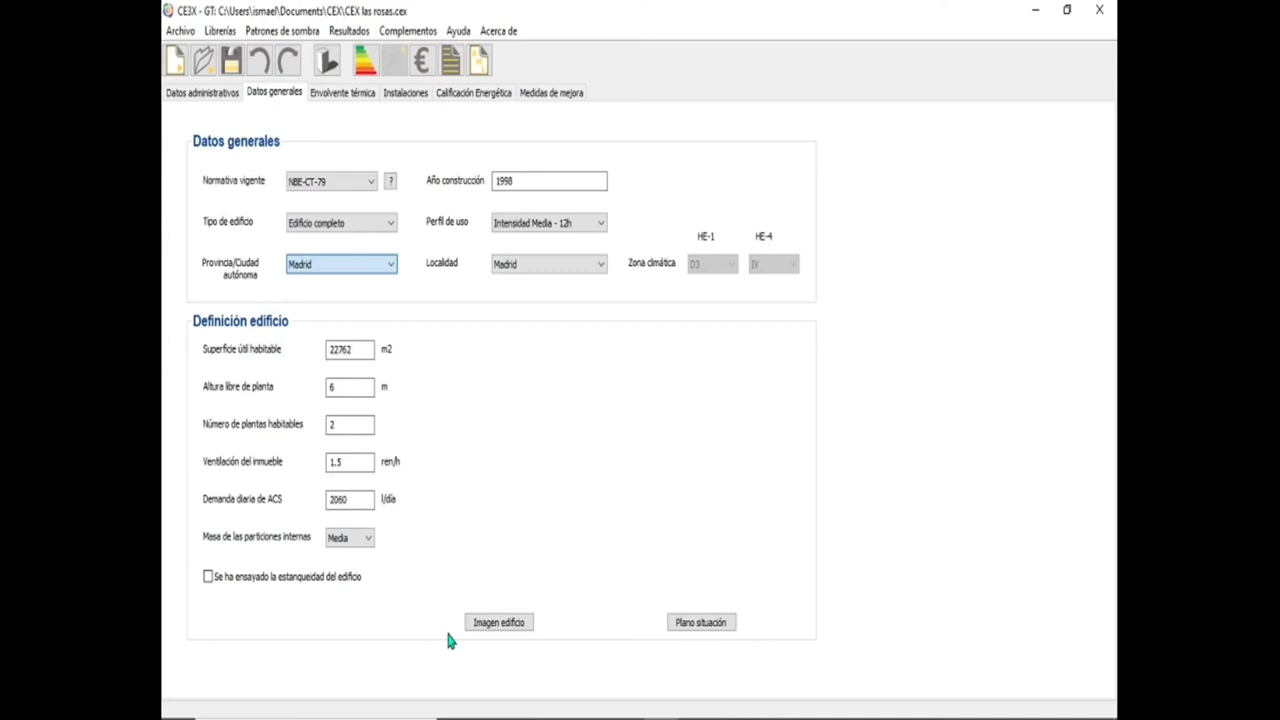 CE3X - GT: C:\Users\ismael\Documents\CEX\CEX las rosas.cex
Archivo Librerías Patrones de sombra Resultados Complementos Ayuda Acerca de
Datos administrativos Datos generales Envolvente térmica Instalaciones Calificación Energética Medidas de mejora
Datos generales
Normativa vigente NBE-CT-79 ? Año construcción 1998
Tipo de edificio Edificio completo Perfil de uso Intensidad Media - 12h
HE-1 HE-4
Provincia/Ciudad autónoma Madrid Localidad Madrid Zona climática D3 IV
Definición edificio
Superficie útil habitable 22762 m2
Altura libre de planta 6 m
Número de plantas habitables 2
Ventilación del inmueble 1.5 ren/h
Demanda diaria de ACS 2060 l/día
Masa de las particiones internas Media
Se ha ensayado la estanqueidad del edificio
Imagen edificio Plano situación